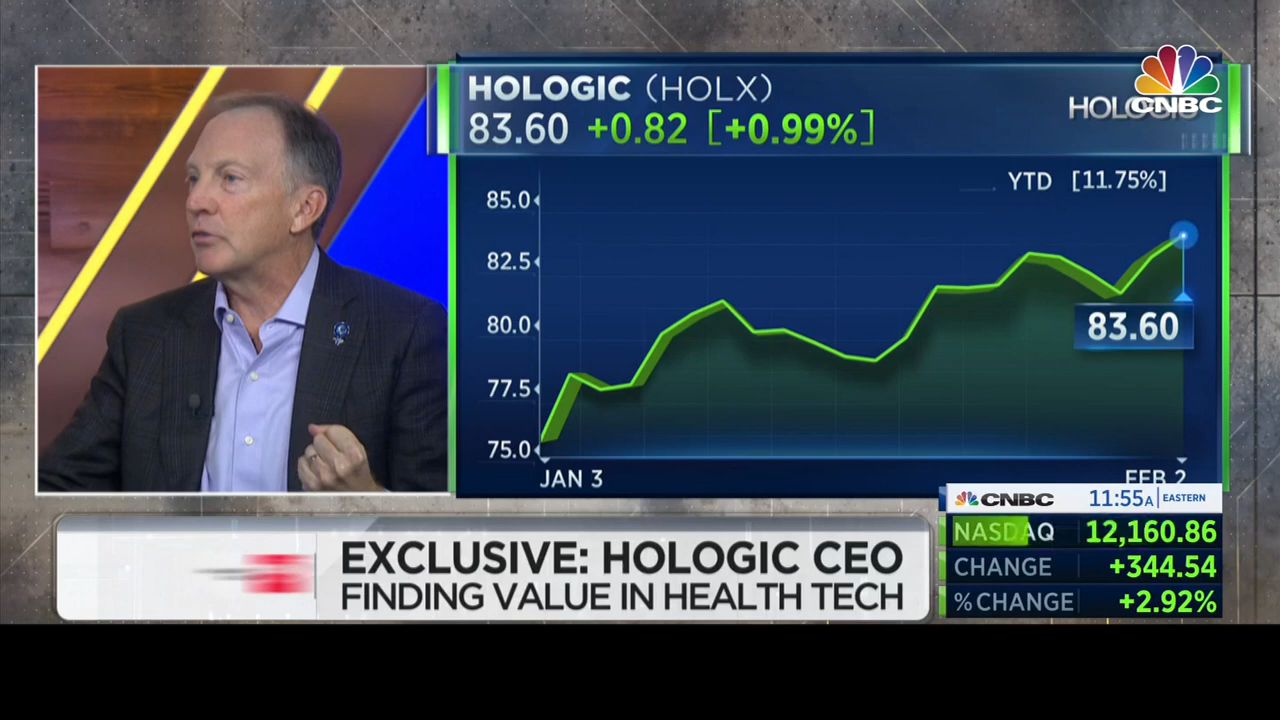 HOLOGIC (HOLX)
83.60 +0.82 [+0.99%]
HOLOGIC
CNBC
YTD [11.75%]
85.0
82.5
80.0
77.5
75.0
83.60
JAN 3
FEB 2
CNBC 11:55A EASTERN
NASDAQ 12,160.86
CHANGE +344.54
% CHANGE +2.92%
EXCLUSIVE: HOLOGIC CEO
FINDING VALUE IN HEALTH TECH